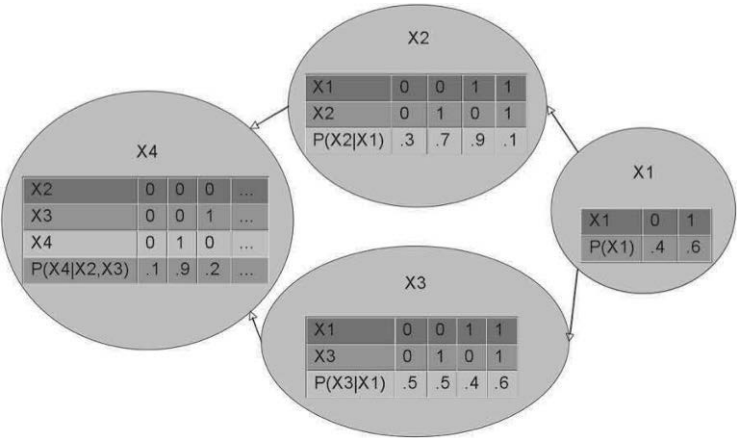 X2
X1 0 0 1 1
X2 0 1 0 1
P(X2|X1) .3 .7 .9 .1
X4
X2 0 0 0 ...
X3 0 0 1 ...
X4 0 1 0 ...
P(X4|X2,X3) .1 .9 .2 ...
X1
X1 0 1
P(X1) .4 .6
X3
X1 0 0 1 1
X3 0 1 0 1
P(X3|X1) .5 .5 .4 .6